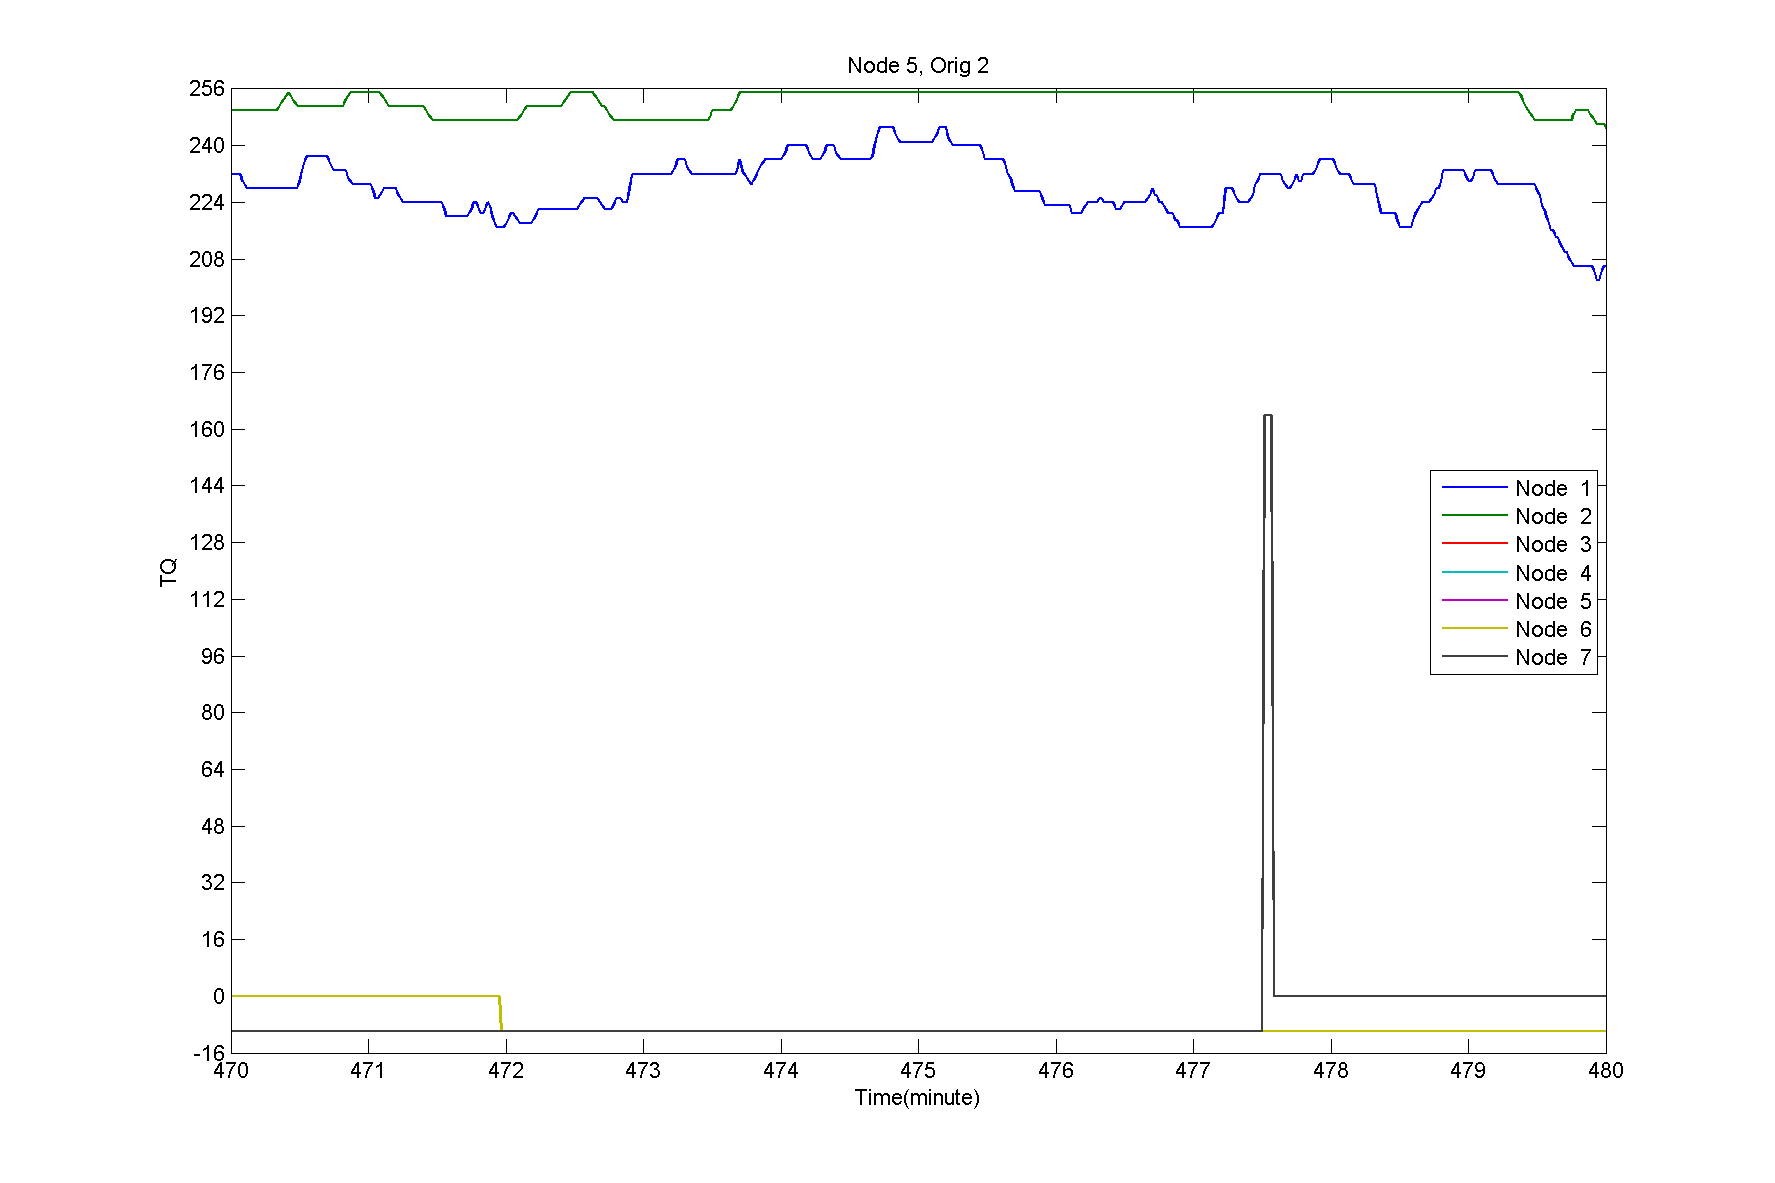 Node 5, Orig 2
256
240
224
208
192
176
160
144
128
112
96
80
64
48
32
16
0
-16
TQ
Node 1
Node 2
Node 3
Node 4
Node 5
Node 6
Node 7
470 471 472 473 474 475 476 477 478 479 480
Time(minute)